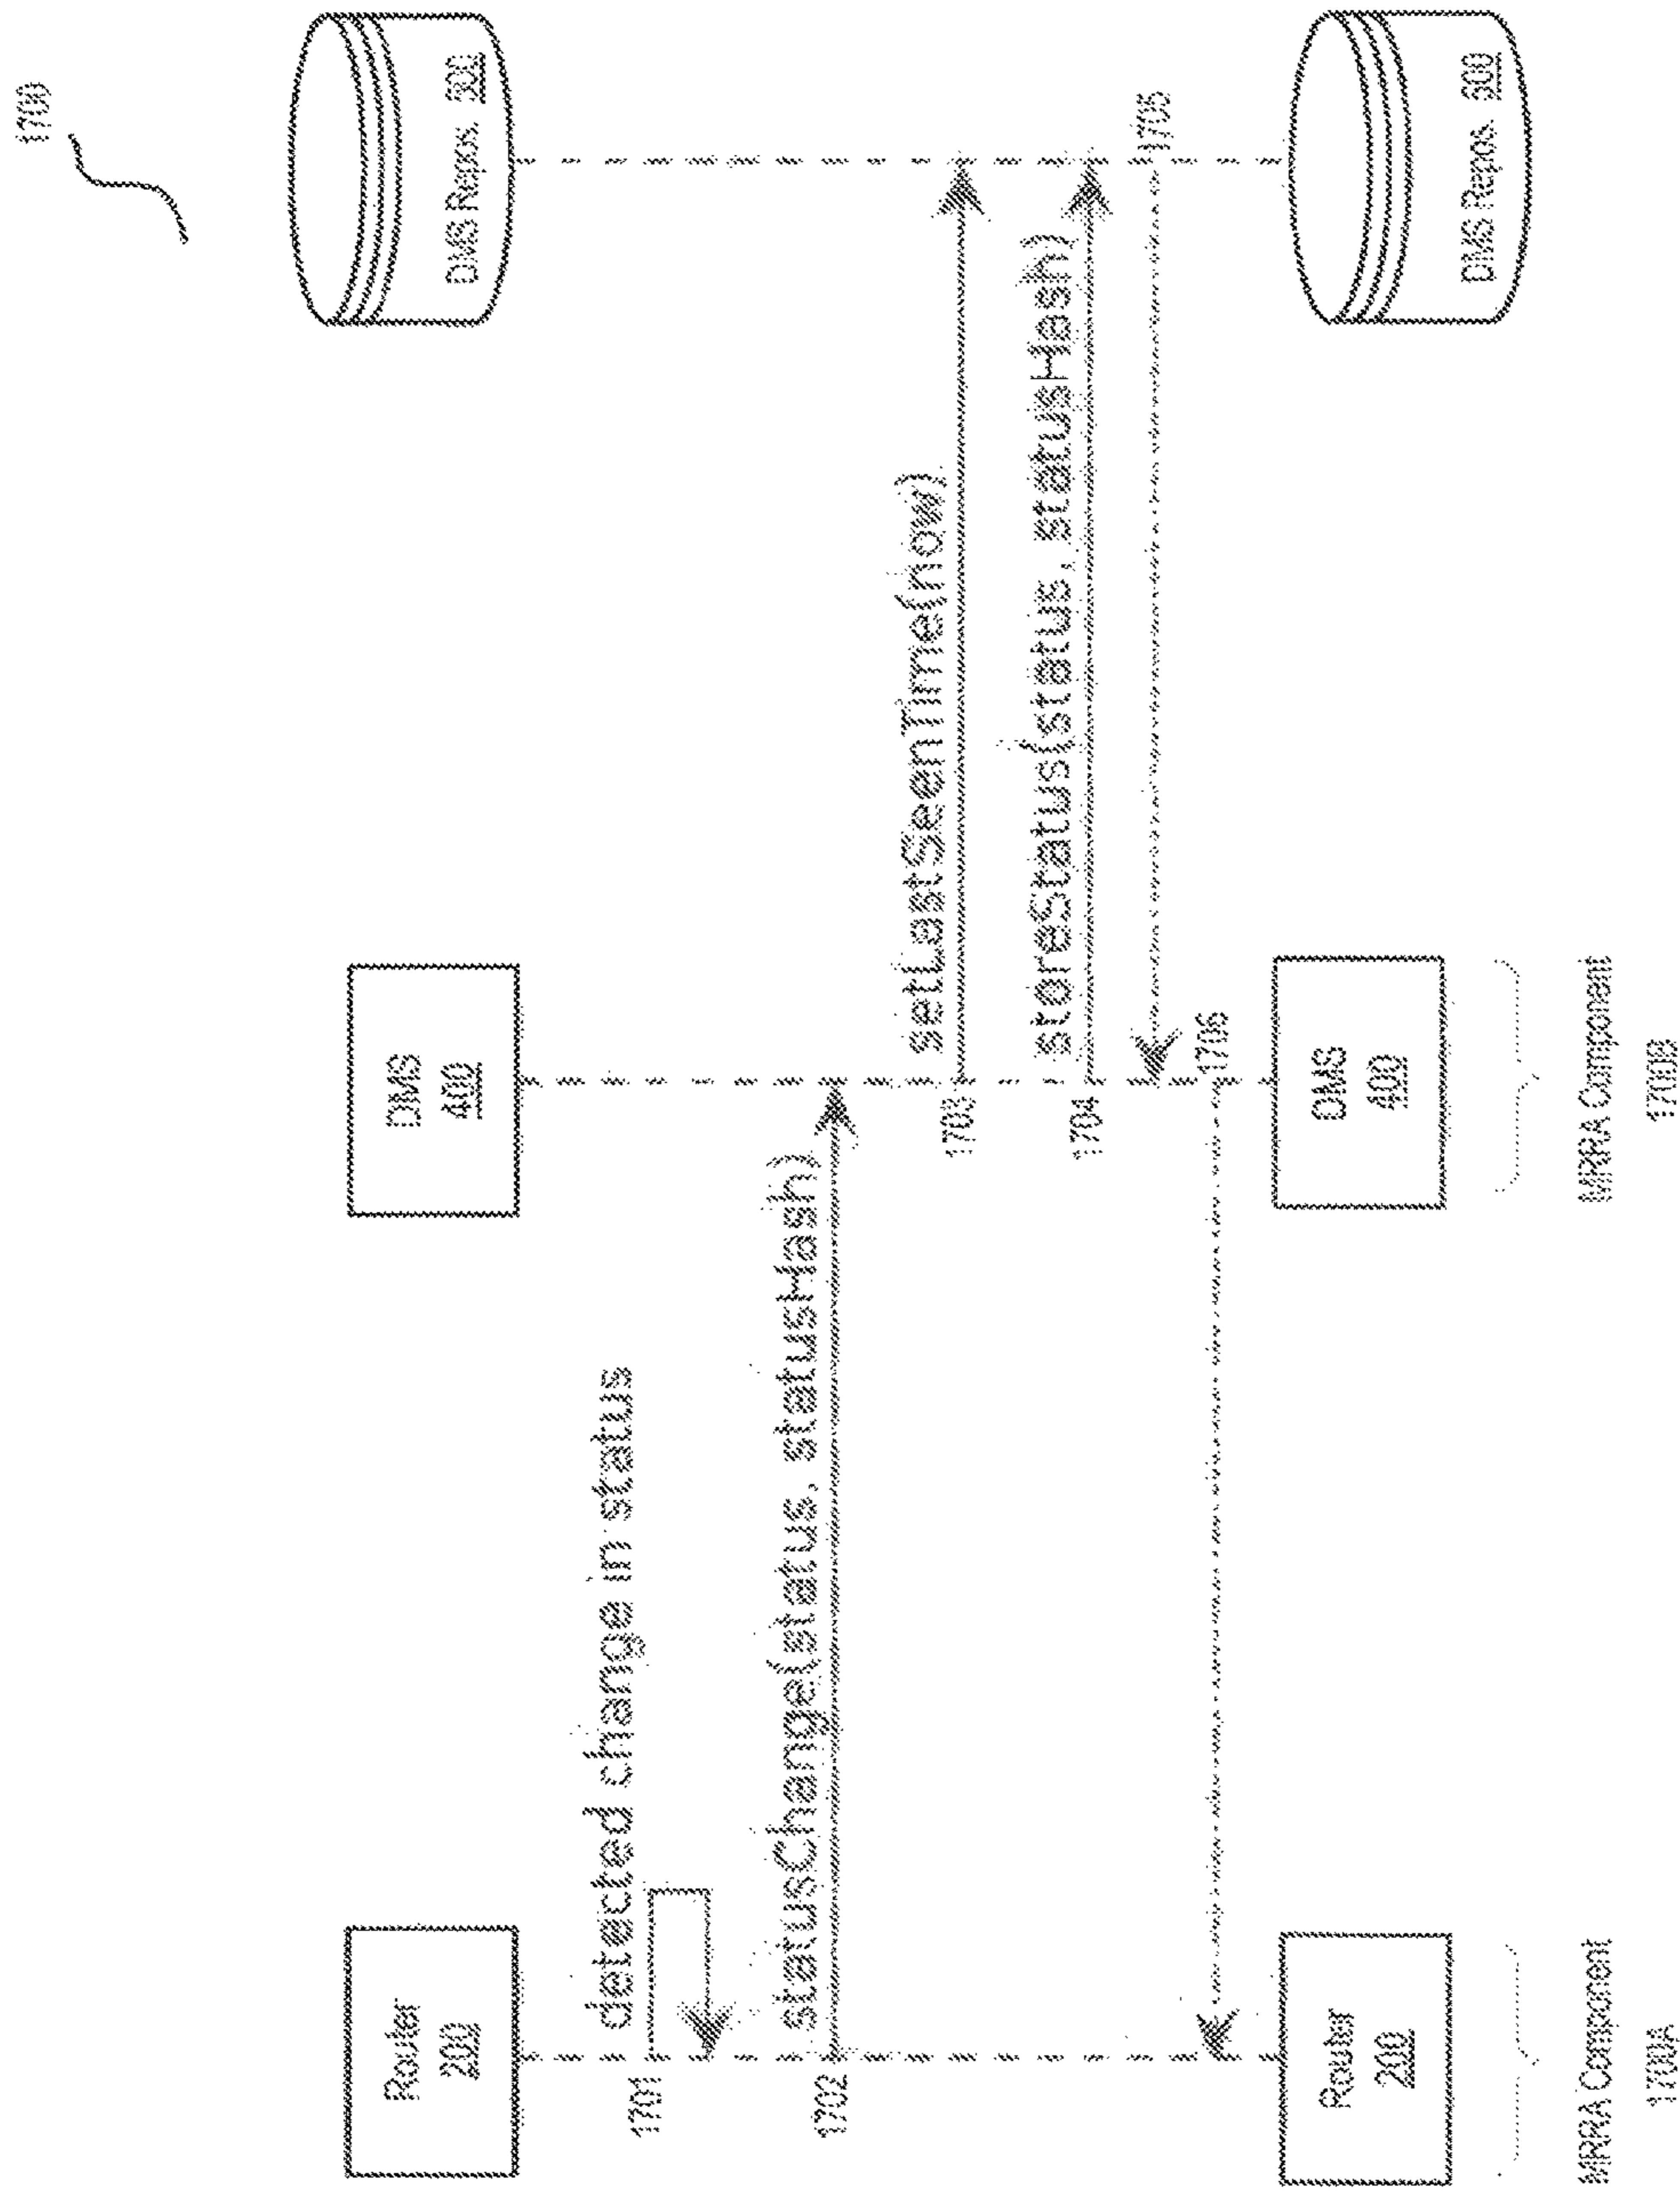 1700
Router
200
DMS
400
DMS Repos. 300
detected change in status
1701
statusChange(status, statusHash)
1702
setLastSeenTime(now)
1703
storeStatus(status, statusHash)
1704
1705
1706
Router
200
DMS
400
DMS Repos. 300
MRRA Component
1700A
MRRA Component
1700B